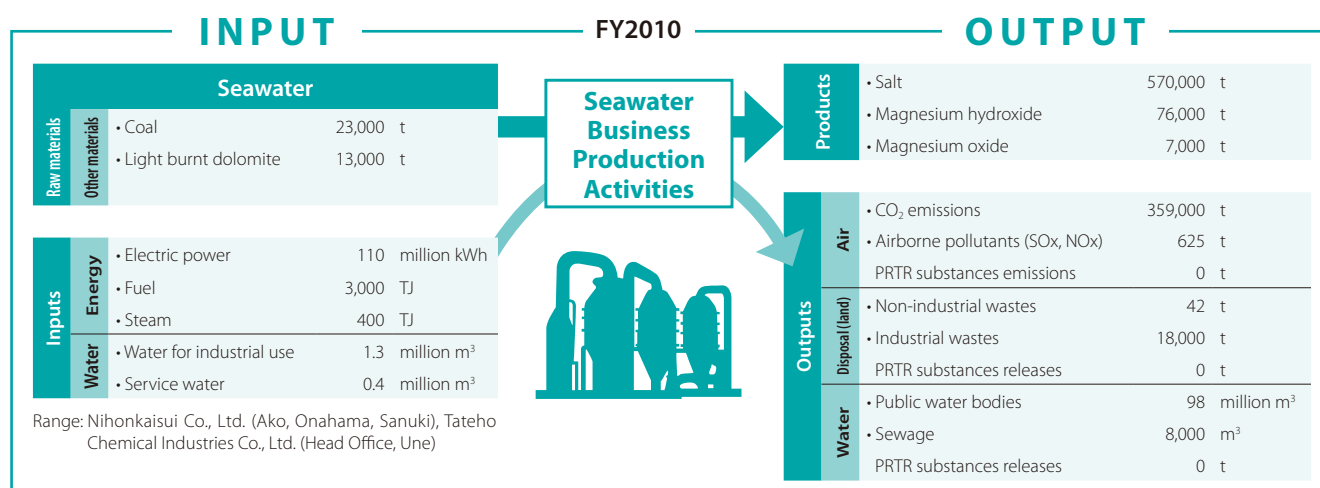 INPUT
FY2010
OUTPUT
Raw materials
Seawater
Other materials
• Coal 23,000 t
• Light burnt dolomite 13,000 t
Inputs
Energy
• Electric power 110 million kWh
• Fuel 3,000 TJ
• Steam 400 TJ
Water
• Water for industrial use 1.3 million m³
• Service water 0.4 million m³
Range: Nihonkaisui Co., Ltd. (Ako, Onahama, Sanuki), Tateho
Chemical Industries Co., Ltd. (Head Office, Une)
Seawater
Business
Production
Activities
Products
• Salt 570,000 t
• Magnesium hydroxide 76,000 t
• Magnesium oxide 7,000 t
Outputs
Air
• CO₂ emissions 359,000 t
• Airborne pollutants (SOx, NOx) 625 t
PRTR substances emissions 0 t
Disposal (land)
• Non-industrial wastes 42 t
• Industrial wastes 18,000 t
PRTR substances releases 0 t
Water
• Public water bodies 98 million m³
• Sewage 8,000 m³
PRTR substances releases 0 t